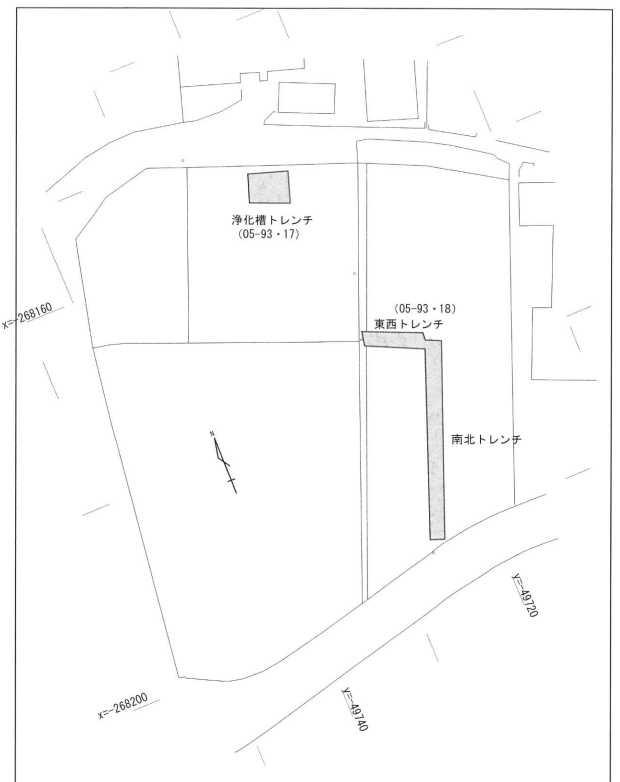 浄化槽トレンチ
(05-93・17)
x=-268160
(05-93・18)
東西トレンチ
N
南北トレンチ
y=-49720
x=-268200
y=-49740